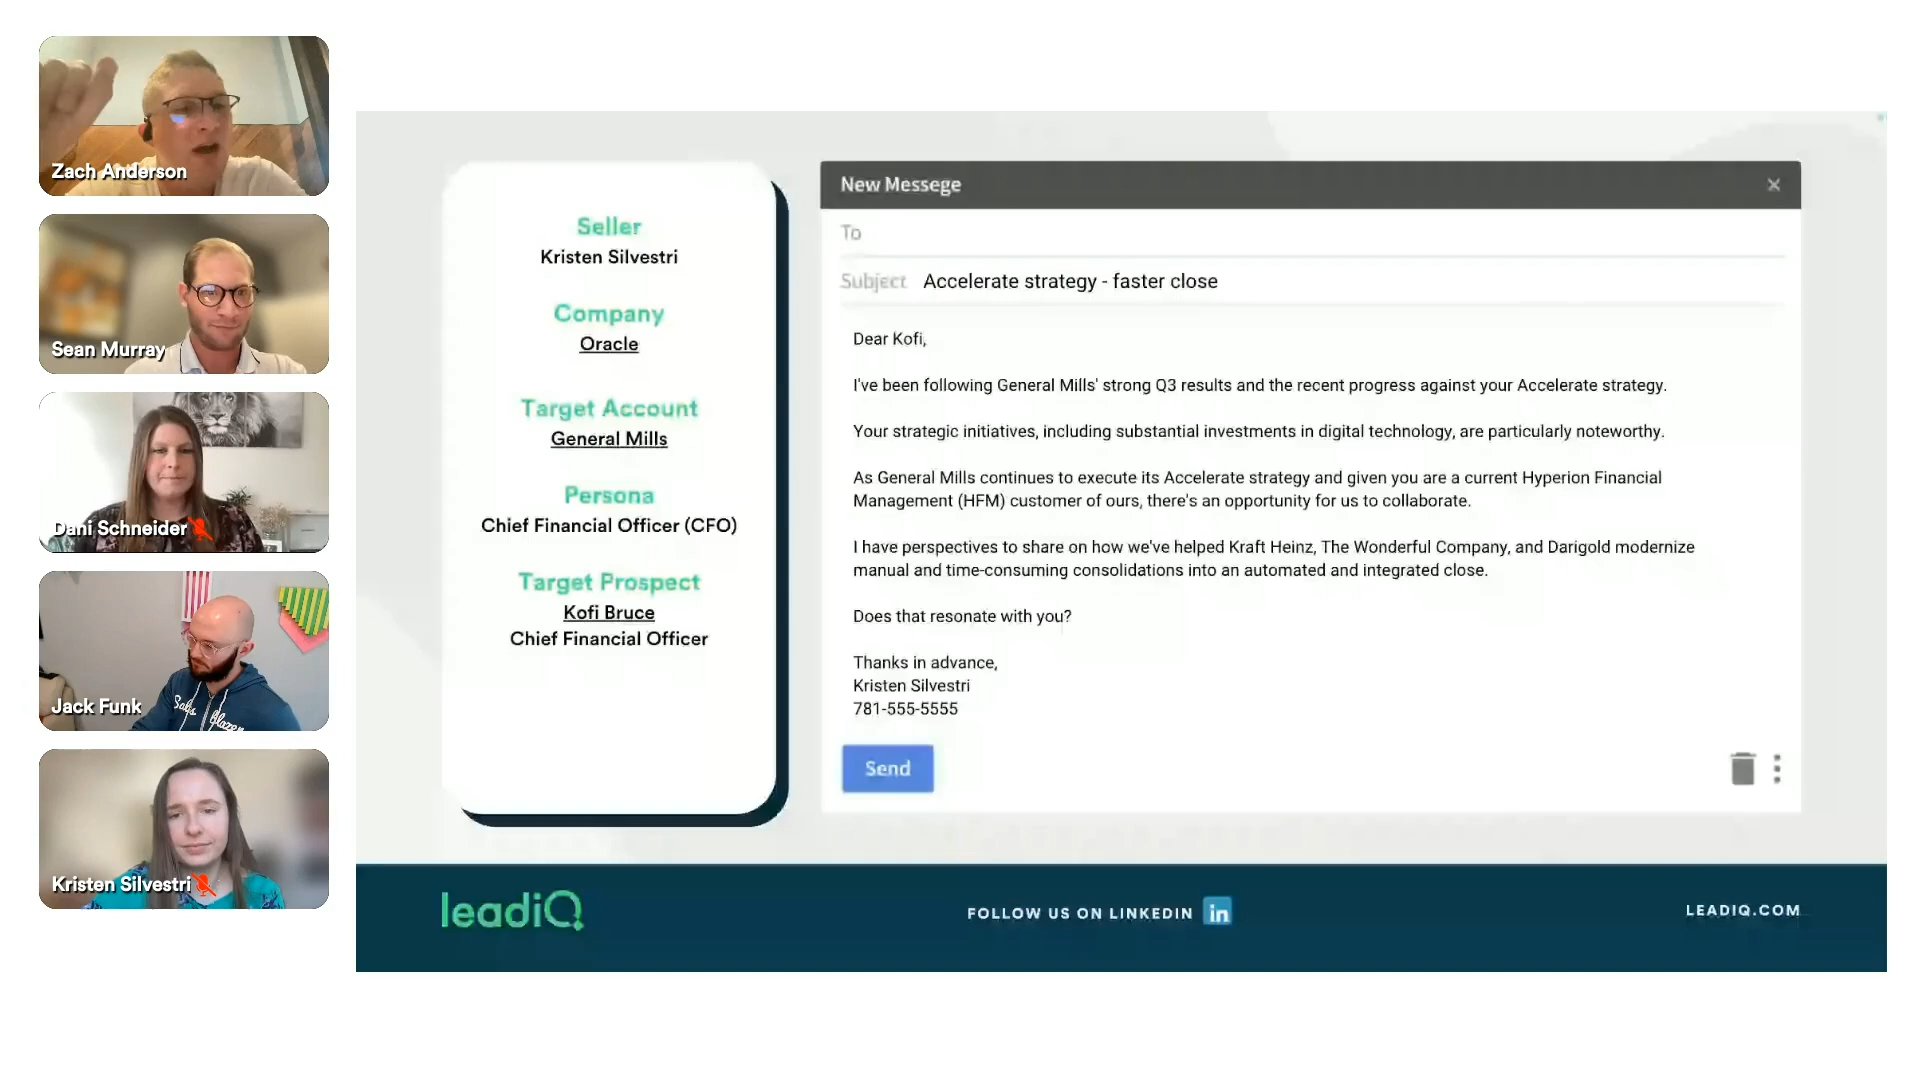 Zach Anderson
Sean Murray
Dani Schneider
Jack Funk
Sales
Blazer
Kristen Silvestri
Seller
Kristen Silvestri
Company
Oracle
Target Account
General Mills
Persona
Chief Financial Officer (CFO)
Target Prospect
Kofi Bruce
Chief Financial Officer
New Messege
To
Subject Accelerate strategy - faster close
Dear Kofi,
I've been following General Mills' strong Q3 results and the recent progress against your Accelerate strategy.
Your strategic initiatives, including substantial investments in digital technology, are particularly noteworthy.
As General Mills continues to execute its Accelerate strategy and given you are a current Hyperion Financial
Management (HFM) customer of ours, there's an opportunity for us to collaborate.
I have perspectives to share on how we've helped Kraft Heinz, The Wonderful Company, and Darigold modernize
manual and time-consuming consolidations into an automated and integrated close.
Does that resonate with you?
Thanks in advance,
Kristen Silvestri
781-555-5555
Send
leadiQ
FOLLOW US ON LINKEDIN in
LEADIQ.COM